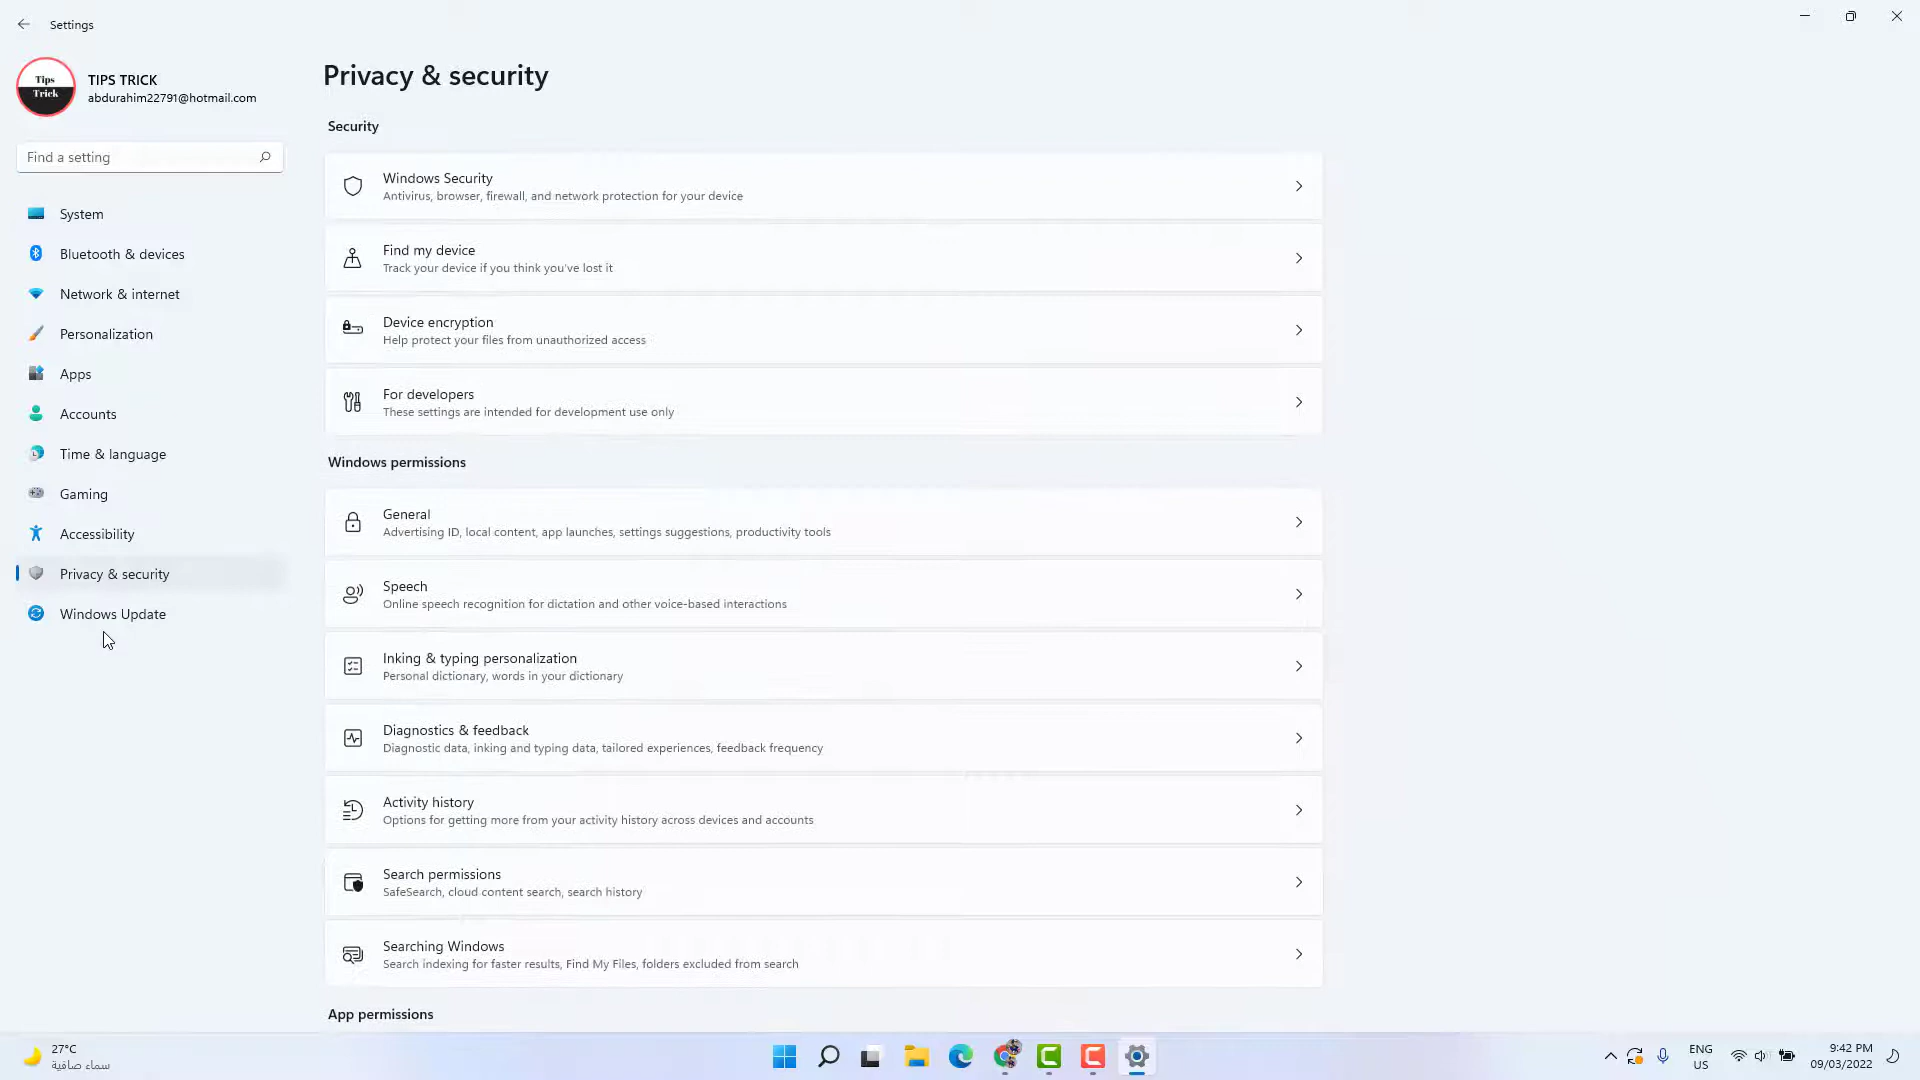 Settings
Tips
Trick
TIPS TRICK
abdurahim22791@hotmail.com
Find a setting
System
Bluetooth & devices
Network & internet
Personalization
Apps
Accounts
Time & language
Gaming
Accessibility
Privacy & security
Windows Update
Privacy & security
Security
Windows Security
Antivirus, browser, firewall, and network protection for your device
Find my device
Track your device if you think you've lost it
Device encryption
Help protect your files from unauthorized access
For developers
These settings are intended for development use only
Windows permissions
General
Advertising ID, local content, app launches, settings suggestions, productivity tools
Speech
Online speech recognition for dictation and other voice-based interactions
Inking & typing personalization
Personal dictionary, words in your dictionary
Diagnostics & feedback
Diagnostic data, inking and typing data, tailored experiences, feedback frequency
Activity history
Options for getting more from your activity history across devices and accounts
Search permissions
SafeSearch, cloud content search, search history
Searching Windows
Search indexing for faster results, Find My Files, folders excluded from search
App permissions
27°C
سماء صافية
ENG
US
9:42 PM
09/03/2022